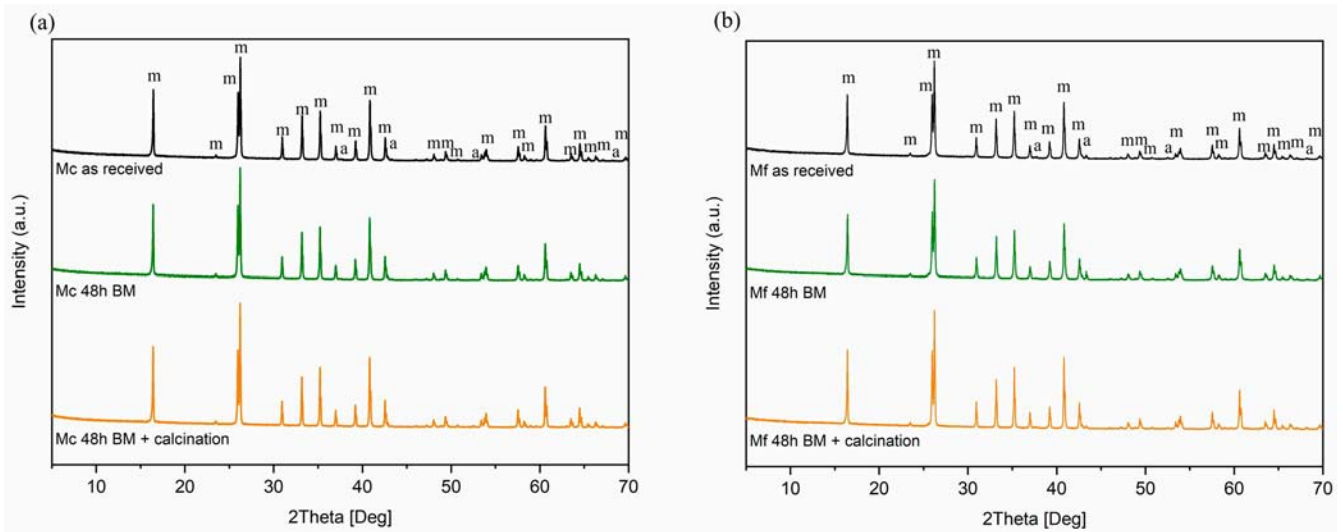 (a)
m
m
m
m
m
m
m
a
m
m
m
a
m
m
m
a
m
m
m
m
m
m
m
a
m
Mc as received
Mc 48h BM
Mc 48h BM + calcination
Intensity (a.u.)
10 20 30 40 50 60 70
2Theta [Deg]
(b)
m
m
m
m
m
m
m
a
m
m
m
a
m
m
m
a
m
m
m
m
m
m
m
a
m
Mf as received
Mf 48h BM
Mf 48h BM + calcination
Intensity (a.u.)
10 20 30 40 50 60 70
2Theta [Deg]